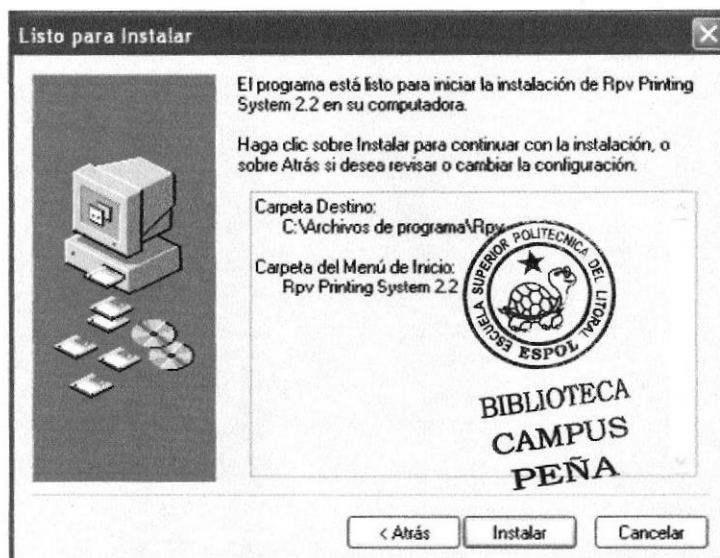 Listo para Instalar
El programa está listo para iniciar la instalación de Rpv Printing
System 2.2 en su computadora.
Haga clic sobre Instalar para continuar con la instalación, o
sobre Atrás si desea revisar o cambiar la configuración.
Carpeta Destino:
C:\Archivos de programa\Rpv
Carpeta del Menú de Inicio:
Rpv Printing System 2.2
ESCUELA SUPERIOR POLITECNICA DEL LITORAL
ESPOL
BIBLIOTECA
CAMPUS
PEÑA
< Atrás
Instalar
Cancelar